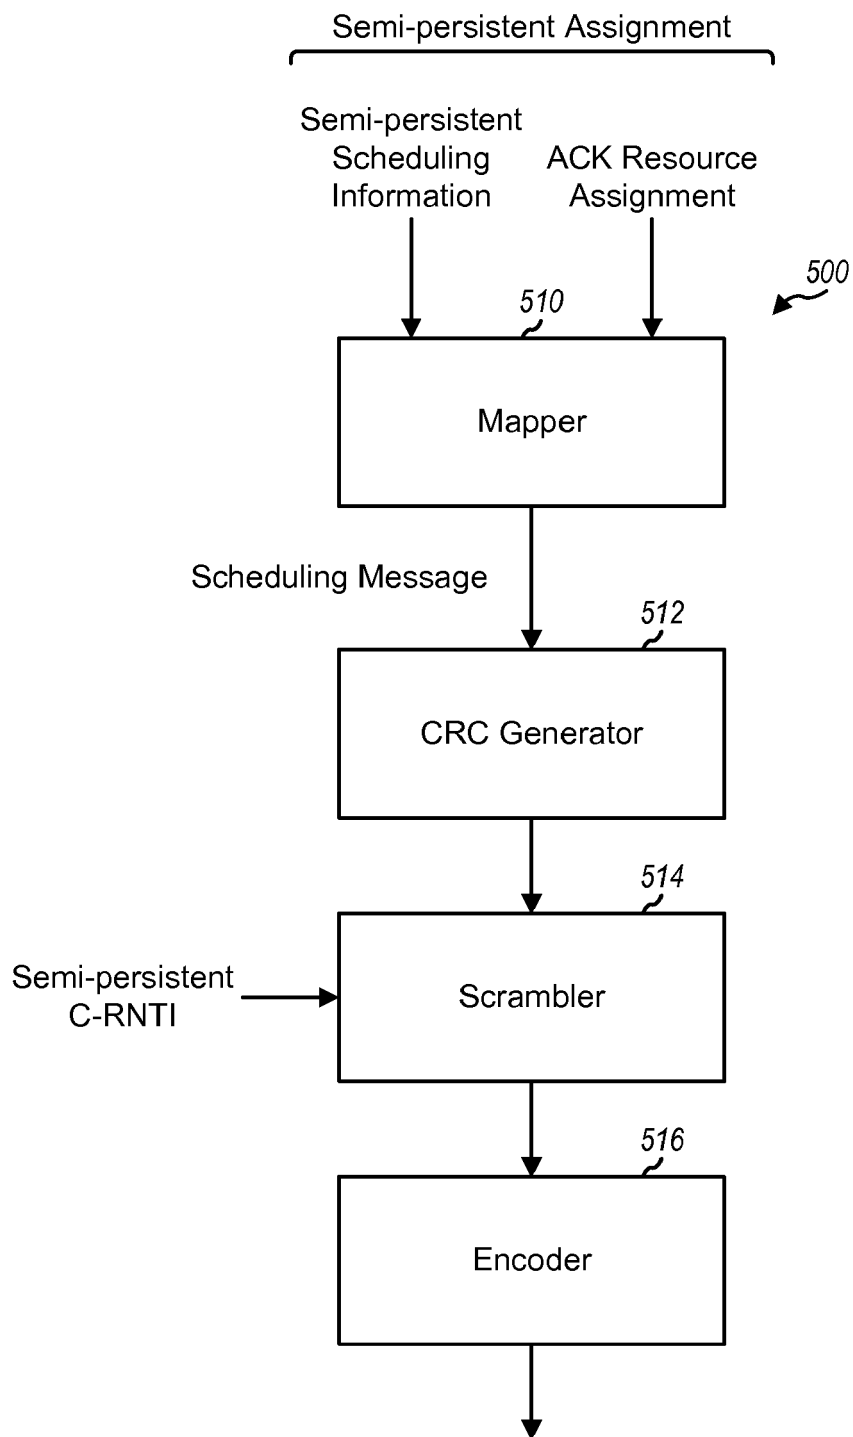 Semi-persistent Assignment
Semi-persistent
Scheduling
Information
ACK Resource
Assignment
500
510
Mapper
Scheduling Message
512
CRC Generator
514
Semi-persistent
C-RNTI
Scrambler
516
Encoder